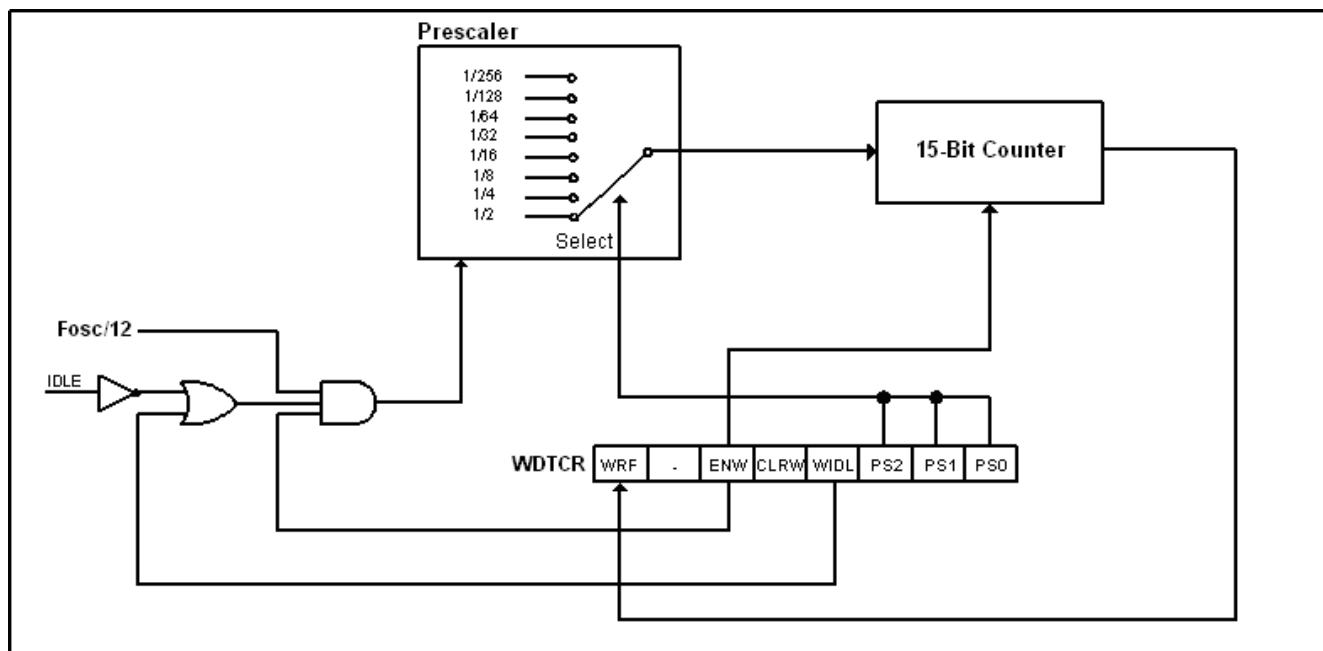 Prescaler
1/256
1/128
1/64
1/32
1/16
1/8
1/4
1/2
Select
15-Bit Counter
Fosc/12
IDLE
WDTCR WRF - ENW CLRW WIDL PS2 PS1 PS0